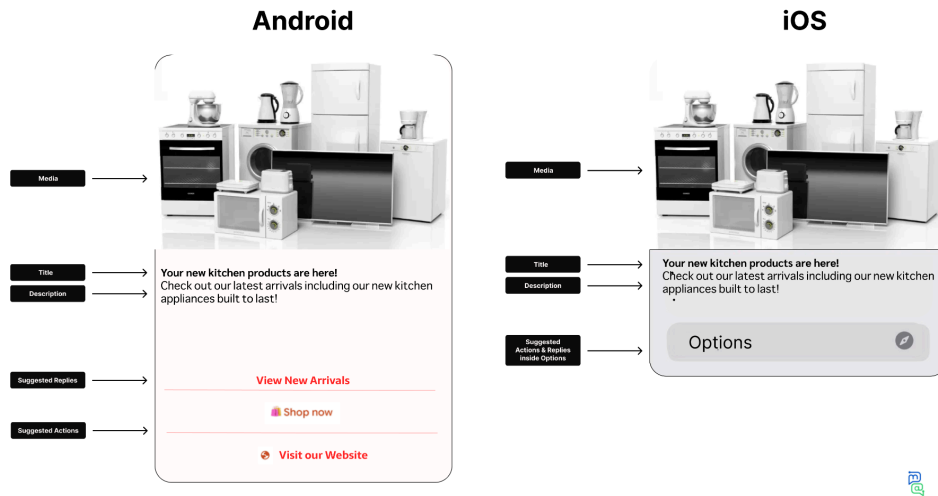 Android
Media
Title
Your new kitchen products are here!
Description
Check out our latest arrivals including our new kitchen
appliances built to last!
Suggested Replies
View New Arrivals
Shop now
Suggested Actions
Visit our Website
iOS
Media
Title
Your new kitchen products are here!
Description
Check out our latest arrivals including our new kitchen
appliances built to last!
Suggested
Actions & Replies
inside Options
Options